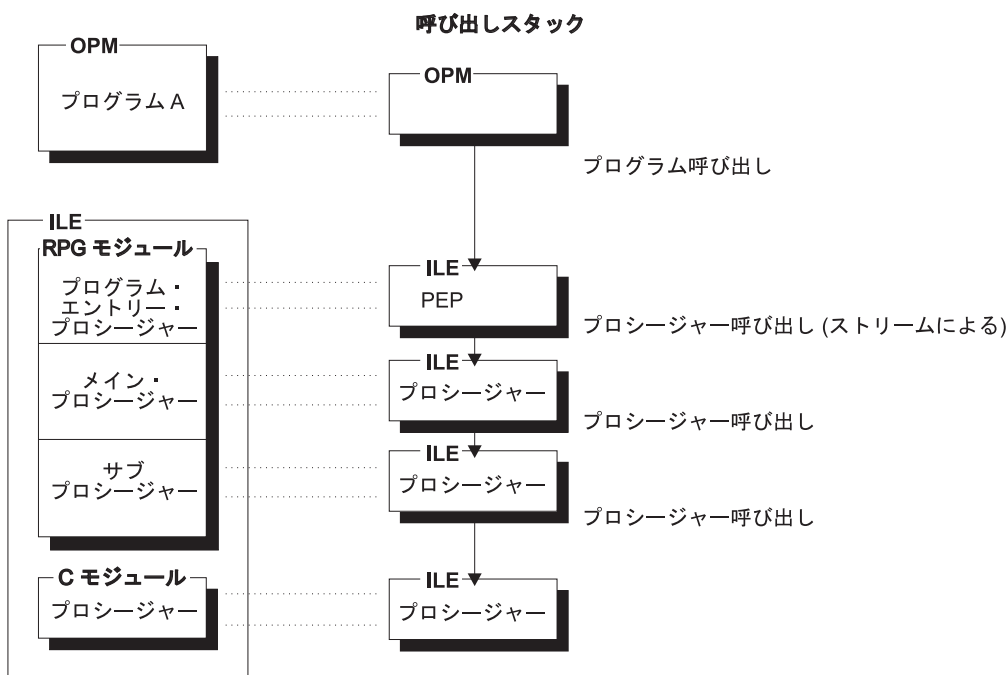 呼び出しスタック
OPM
プログラム A
OPM
プログラム呼び出し
ILE
RPG モジュール
プログラム・
エントリー・
プロシージャー
ILE
PEP
プロシージャー呼び出し (ストリームによる)
メイン・
プロシージャー
ILE
プロシージャー
プロシージャー呼び出し
サブ
プロシージャー
ILE
プロシージャー
プロシージャー呼び出し
C モジュール
プロシージャー
ILE
プロシージャー